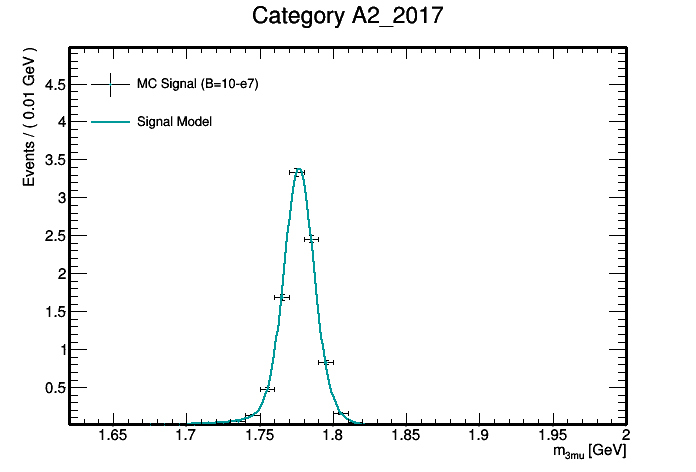 Category A2_2017
Events / ( 0.01 GeV )
MC Signal (B=10-e7)
Signal Model
4.5
4
3.5
3
2.5
2
1.5
1
0.5
1.65 1.7 1.75 1.8 1.85 1.9 1.95 2
m3mu [GeV]